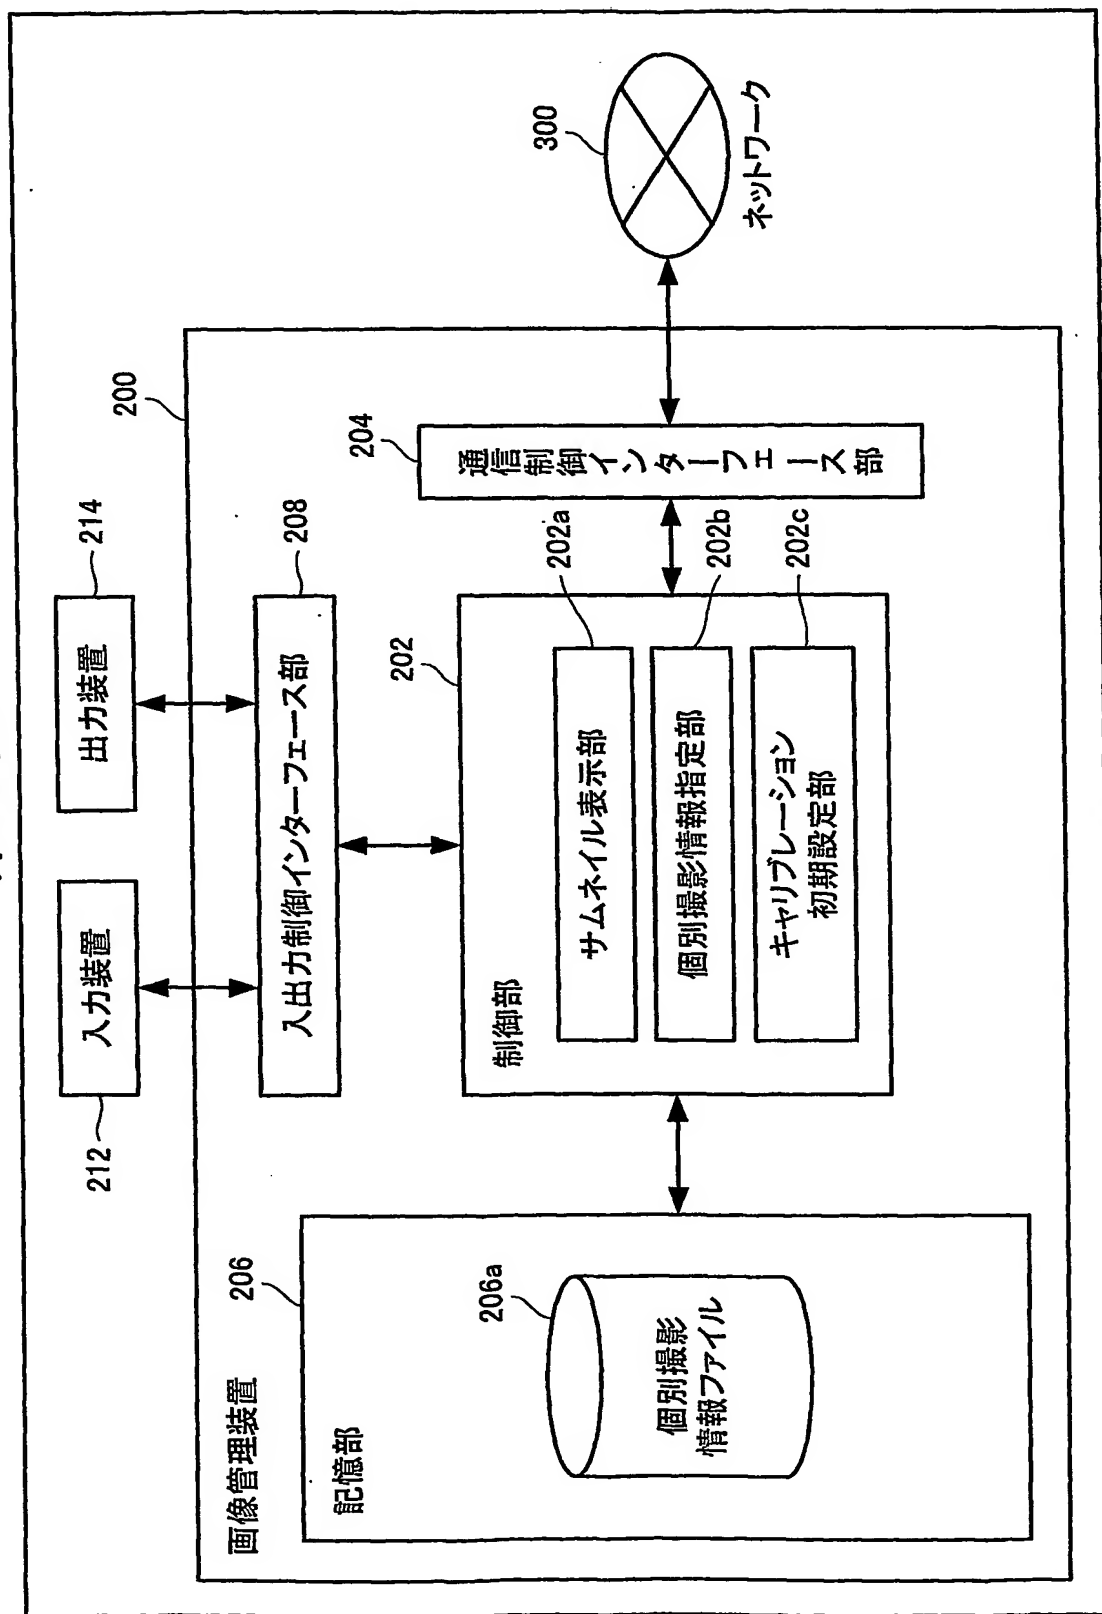 212
入力装置
出力装置
214
200
画像管理装置
入出力制御インターフェース部
208
206
記憶部
206a
個別撮影
情報ファイル
202
制御部
サムネイル表示部
202a
個別撮影情報指定部
202b
キャリブレーション
初期設定部
202c
204
通信制御インターフェース部
300
ネットワーク